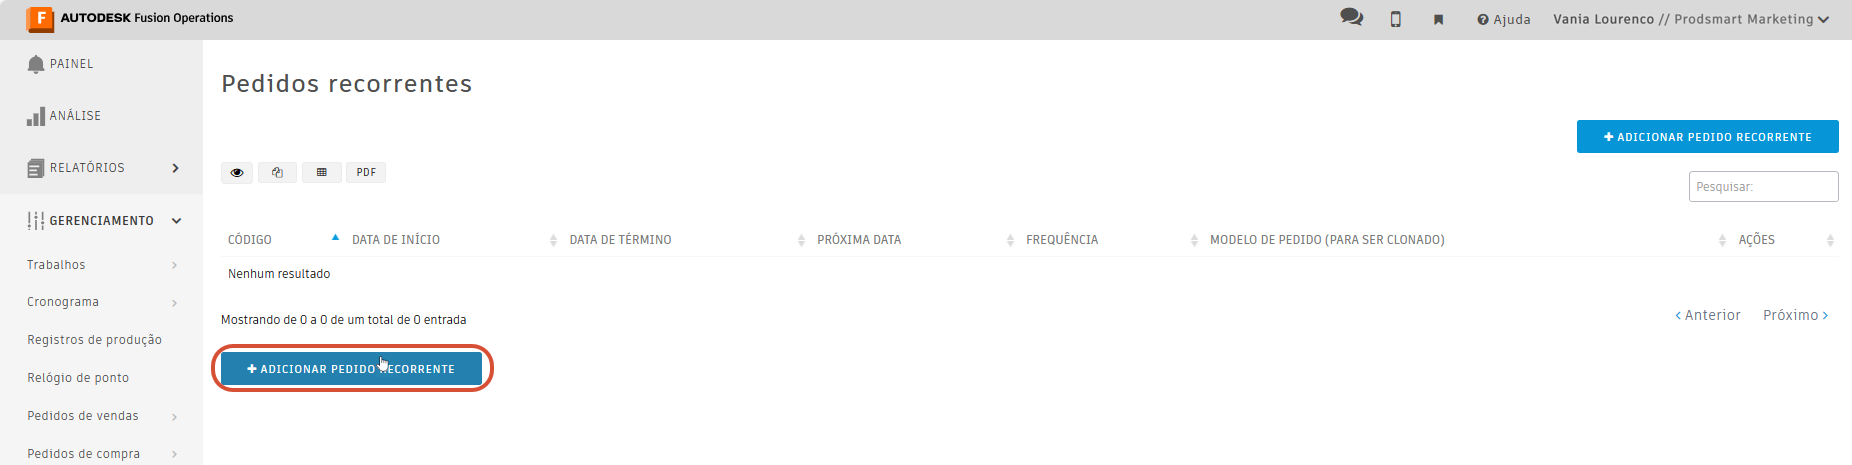 F AUTODESK Fusion Operations
Ajuda
Vania Lourenco // Prodsmart Marketing
PAINEL
ANÁLISE
RELATÓRIOS
GERENCIAMENTO
Trabalhos
Cronograma
Registros de produção
Relógio de ponto
Pedidos de vendas
Pedidos de compra
Pedidos recorrentes
+ ADICIONAR PEDIDO RECORRENTE
PDF
Pesquisar:
CÓDIGO DATA DE INÍCIO DATA DE TÉRMINO PRÓXIMA DATA FREQUÊNCIA MODELO DE PEDIDO (PARA SER CLONADO) AÇÕES
Nenhum resultado
Mostrando de 0 a 0 de um total de 0 entrada
< Anterior Próximo >
+ ADICIONAR PEDIDO RECORRENTE